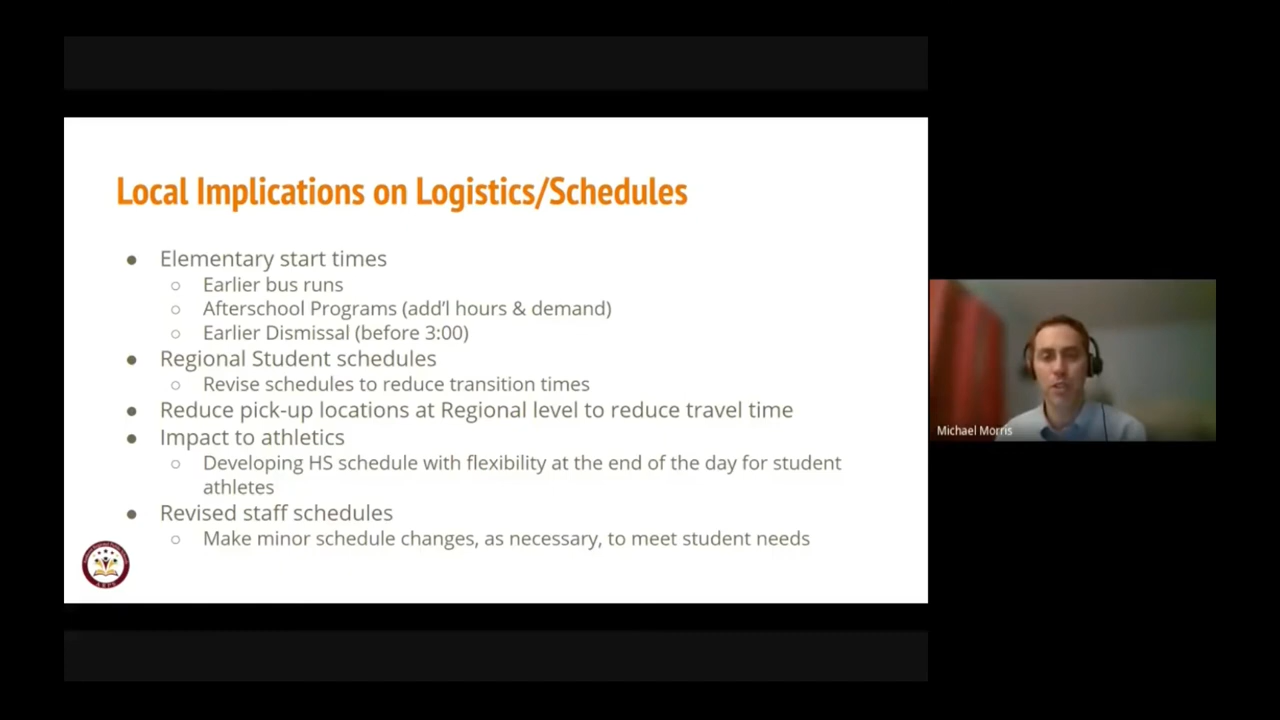 Local Implications on Logistics/Schedules
● Elementary start times
○ Earlier bus runs
○ Afterschool Programs (add'l hours & demand)
○ Earlier Dismissal (before 3:00)
● Regional Student schedules
○ Revise schedules to reduce transition times
● Reduce pick-up locations at Regional level to reduce travel time
● Impact to athletics
○ Developing HS schedule with flexibility at the end of the day for student
athletes
● Revised staff schedules
○ Make minor schedule changes, as necessary, to meet student needs
Michael Morris